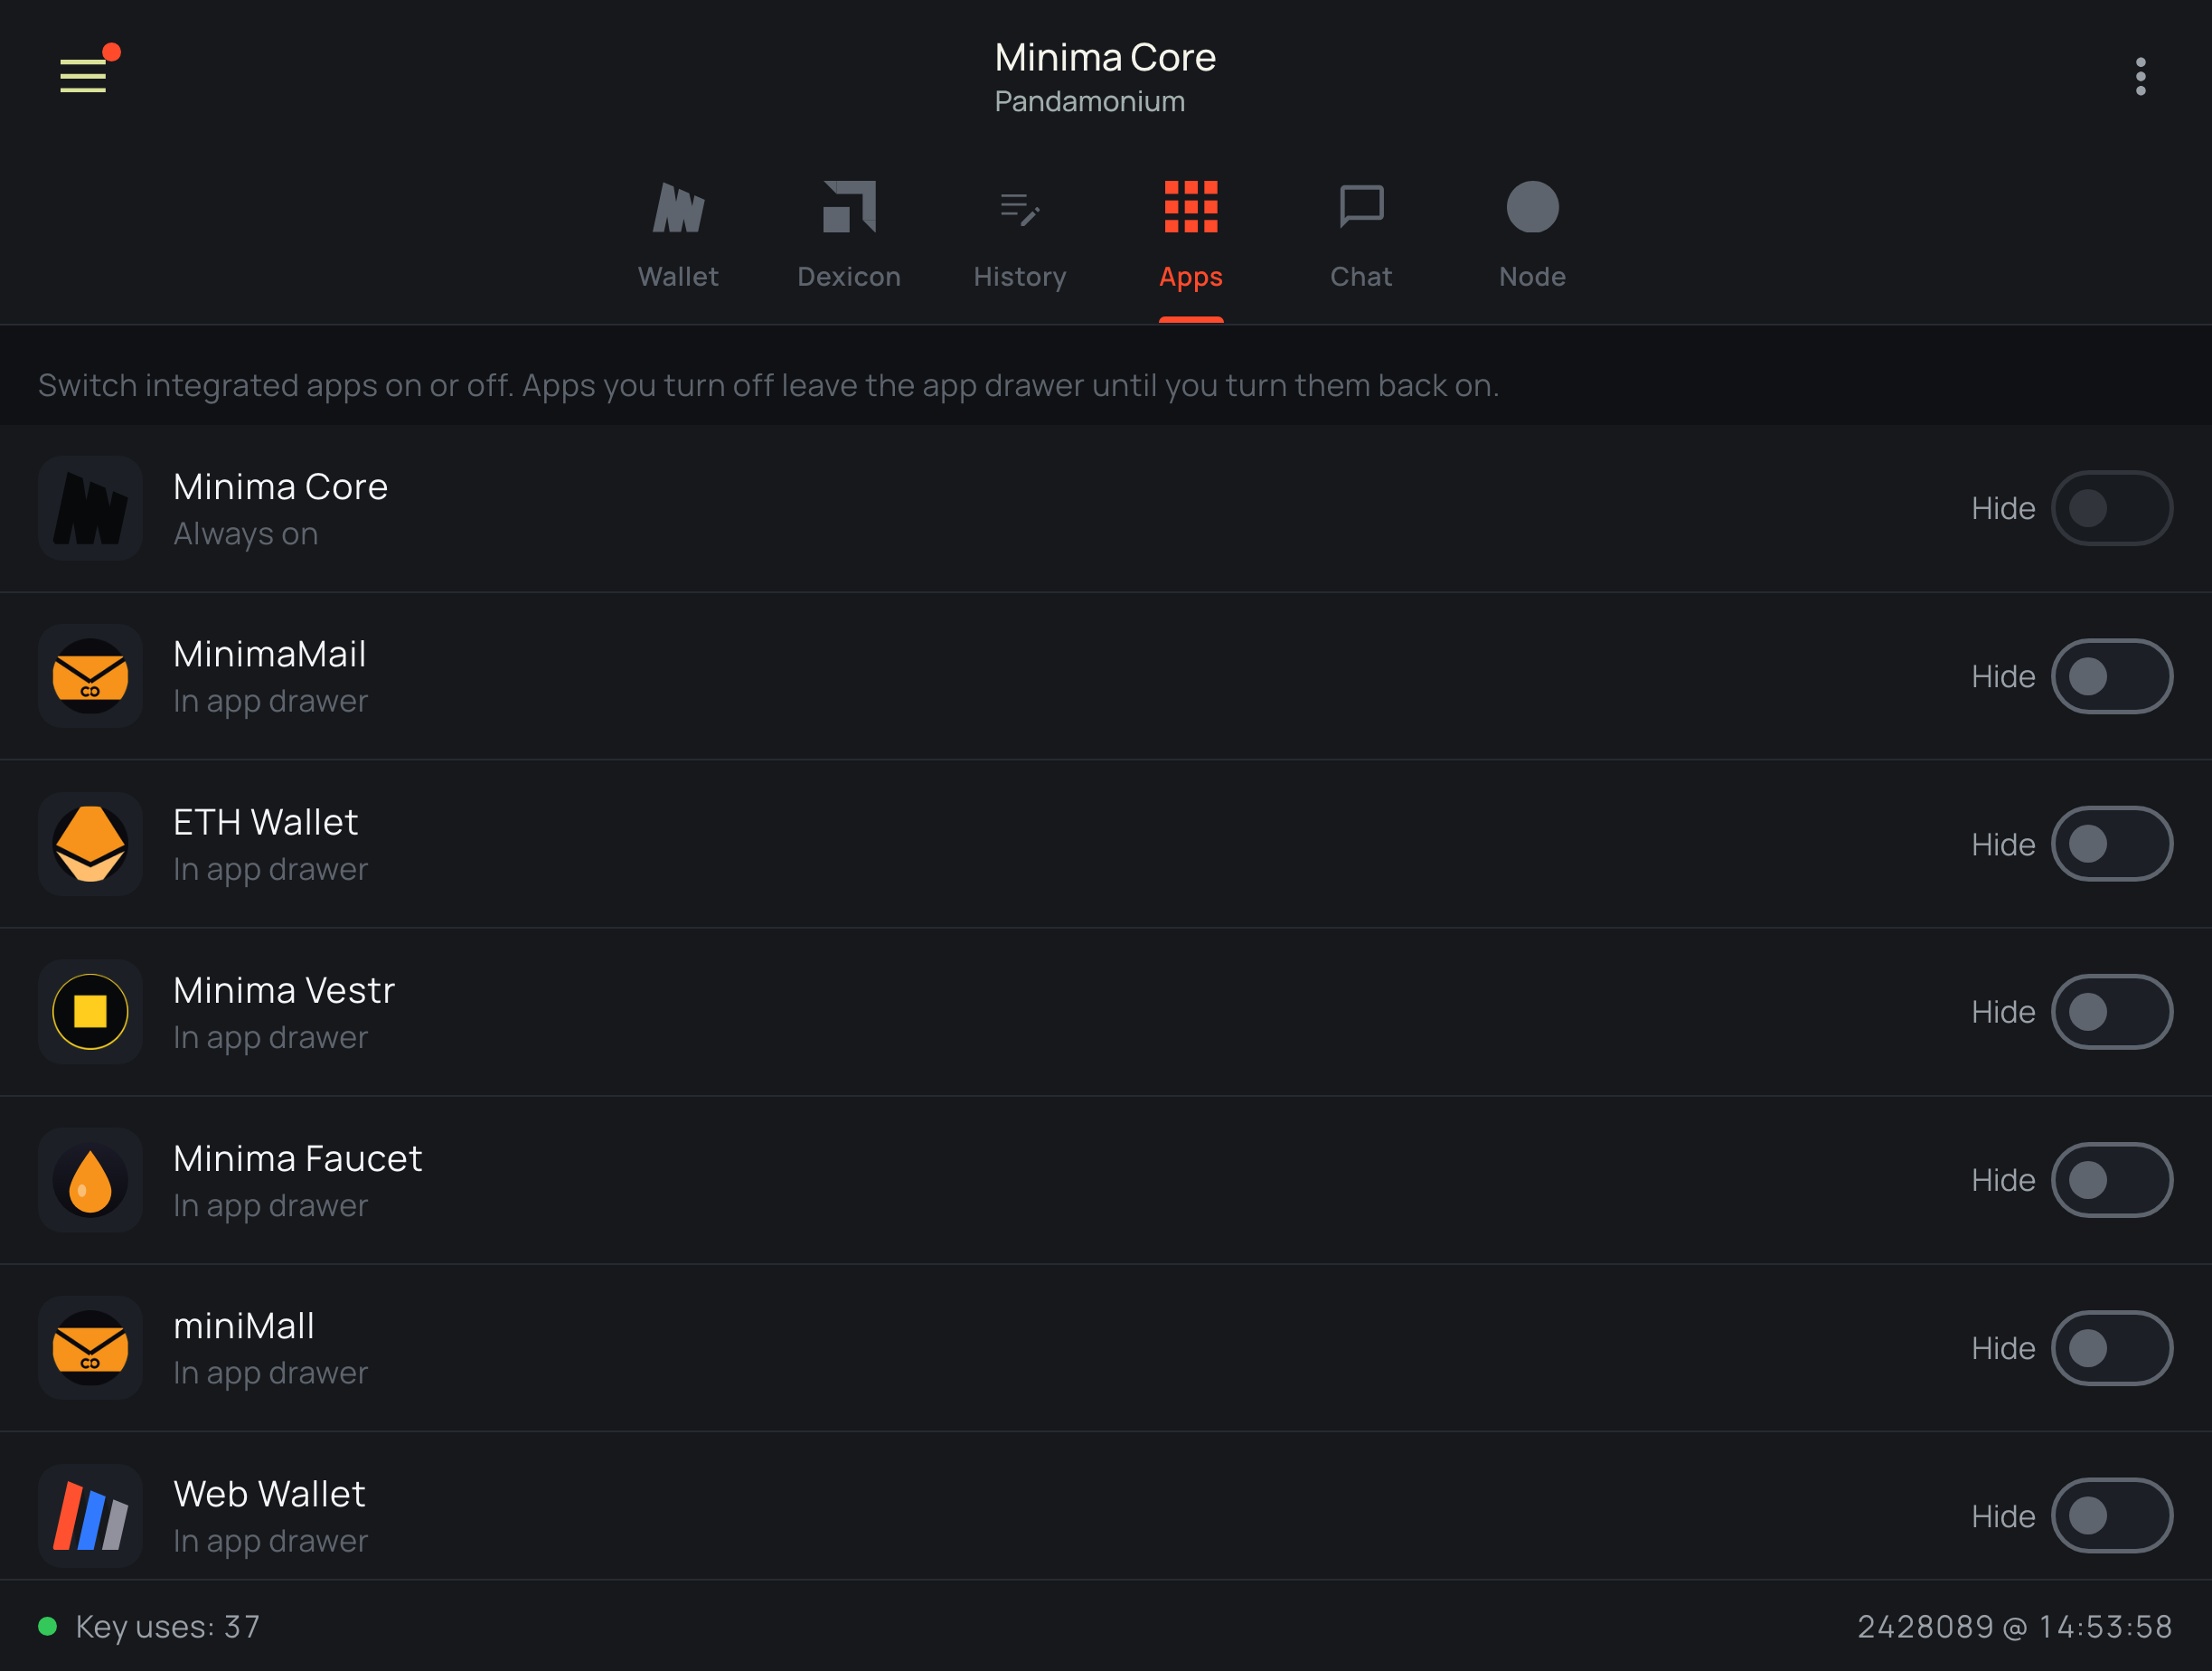 Minima Core
Pandamonium
Wallet
Dexicon
History
Apps
Chat
Node
Switch integrated apps on or off. Apps you turn off leave the app drawer until you turn them back on.
Minima Core
Always on
Hide
MinimaMail
In app drawer
Hide
ETH Wallet
In app drawer
Hide
Minima Vestr
In app drawer
Hide
Minima Faucet
In app drawer
Hide
miniMall
In app drawer
Hide
Web Wallet
In app drawer
Hide
Key uses: 37
2428089 @ 14:53:58